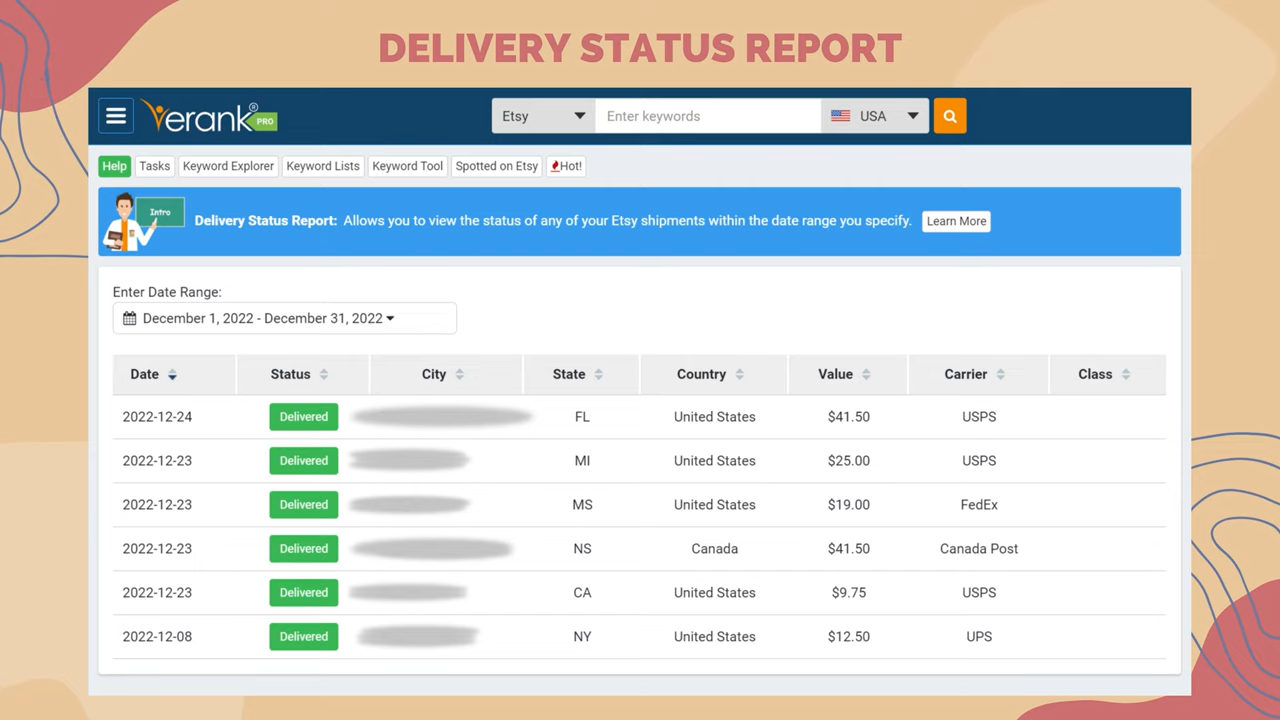 DELIVERY STATUS REPORT
Verank® PRO
Etsy Enter keywords USA
Help Tasks Keyword Explorer Keyword Lists Keyword Tool Spotted on Etsy Hot!
Intro Delivery Status Report: Allows you to view the status of any of your Etsy shipments within the date range you specify. Learn More
Enter Date Range:
December 1, 2022 - December 31, 2022
Date Status City State Country Value Carrier Class
2022-12-24 Delivered FL United States $41.50 USPS
2022-12-23 Delivered MI United States $25.00 USPS
2022-12-23 Delivered MS United States $19.00 FedEx
2022-12-23 Delivered NS Canada $41.50 Canada Post
2022-12-23 Delivered CA United States $9.75 USPS
2022-12-08 Delivered NY United States $12.50 UPS